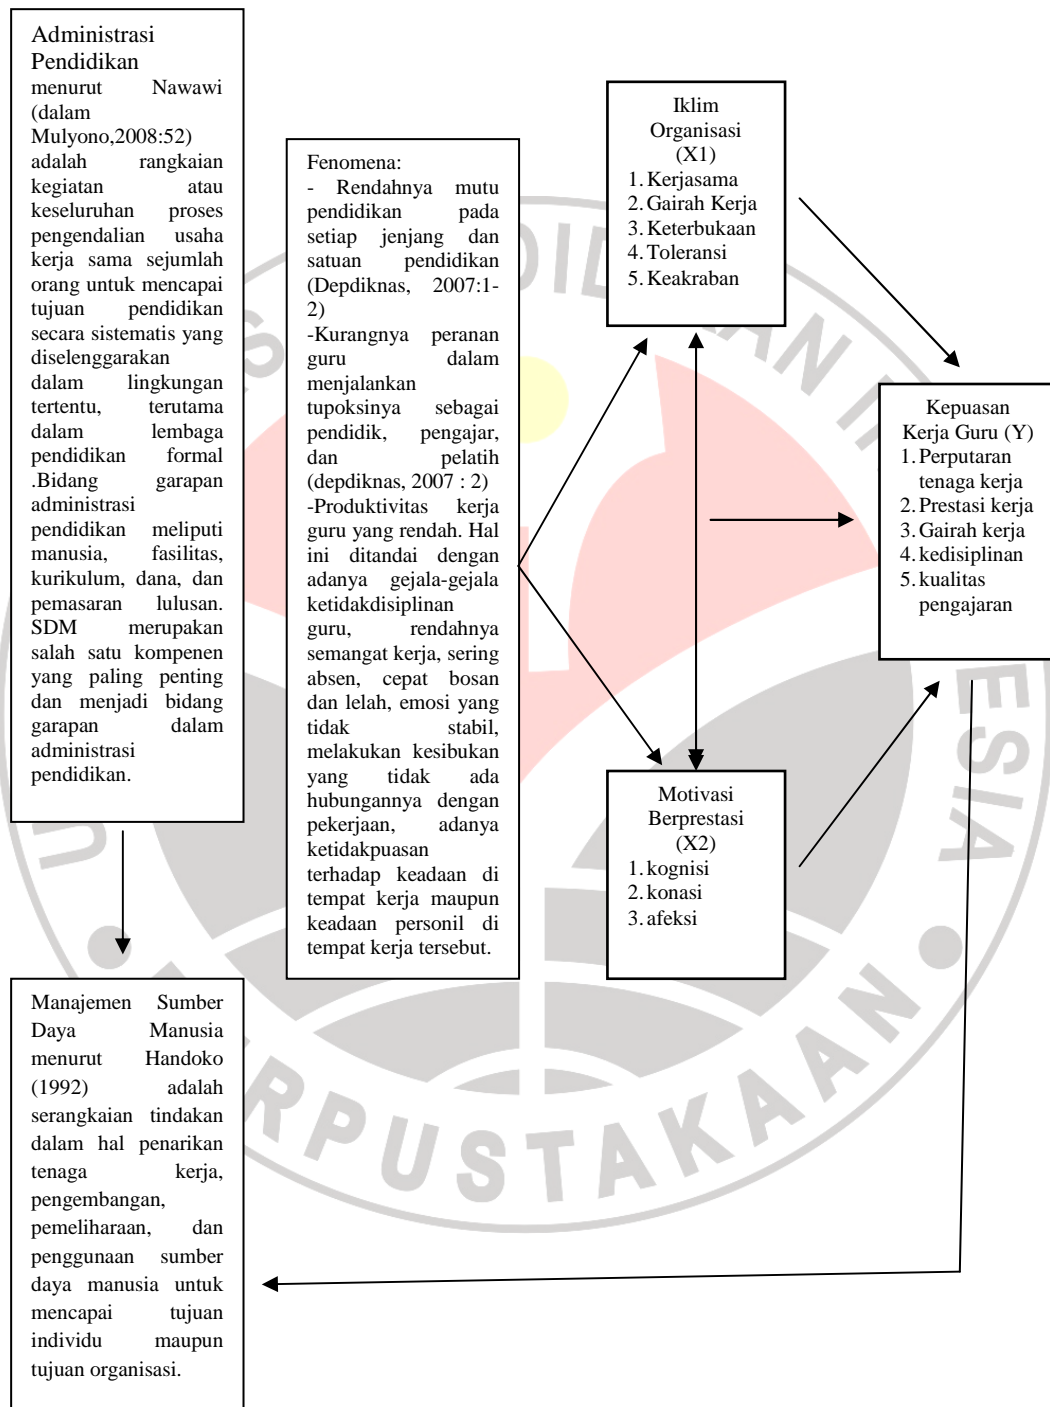 Administrasi
Pendidikan
menurut Nawawi
(dalam
Mulyono,2008:52)
adalah rangkaian
kegiatan atau
keseluruhan proses
pengendalian usaha
kerja sama sejumlah
orang untuk mencapai
tujuan pendidikan
secara sistematis yang
diselenggarakan
dalam lingkungan
tertentu, terutama
dalam lembaga
pendidikan formal
.Bidang garapan
administrasi
pendidikan meliputi
manusia, fasilitas,
kurikulum, dana, dan
pemasaran lulusan.
SDM merupakan
salah satu kompenen
yang paling penting
dan menjadi bidang
garapan dalam
administrasi
pendidikan.
Manajemen Sumber
Daya Manusia
menurut Handoko
(1992) adalah
serangkaian tindakan
dalam hal penarikan
tenaga kerja,
pengembangan,
pemeliharaan, dan
penggunaan sumber
daya manusia untuk
mencapai tujuan
individu maupun
tujuan organisasi.
Fenomena:
- Rendahnya mutu
pendidikan pada
setiap jenjang dan
satuan pendidikan
(Depdiknas, 2007:1-
2)
-Kurangnya peranan
guru dalam
menjalankan
tupoksinya sebagai
pendidik, pengajar,
dan pelatih
(depdiknas, 2007 : 2)
-Produktivitas kerja
guru yang rendah. Hal
ini ditandai dengan
adanya gejala-gejala
ketidakdisiplinan
guru, rendahnya
semangat kerja, sering
absen, cepat bosan
dan lelah, emosi yang
tidak stabil,
melakukan kesibukan
yang tidak ada
hubungannya dengan
pekerjaan, adanya
ketidakpuasan
terhadap keadaan di
tempat kerja maupun
keadaan personil di
tempat kerja tersebut.
Iklim
Organisasi
(X1)
1. Kerjasama
2. Gairah Kerja
3. Keterbukaan
4. Toleransi
5. Keakraban
Motivasi
Berprestasi
(X2)
1. kognisi
2. konasi
3. afeksi
Kepuasan
Kerja Guru (Y)
1. Perputaran
tenaga kerja
2. Prestasi kerja
3. Gairah kerja
4. kedisiplinan
5. kualitas
pengajaran